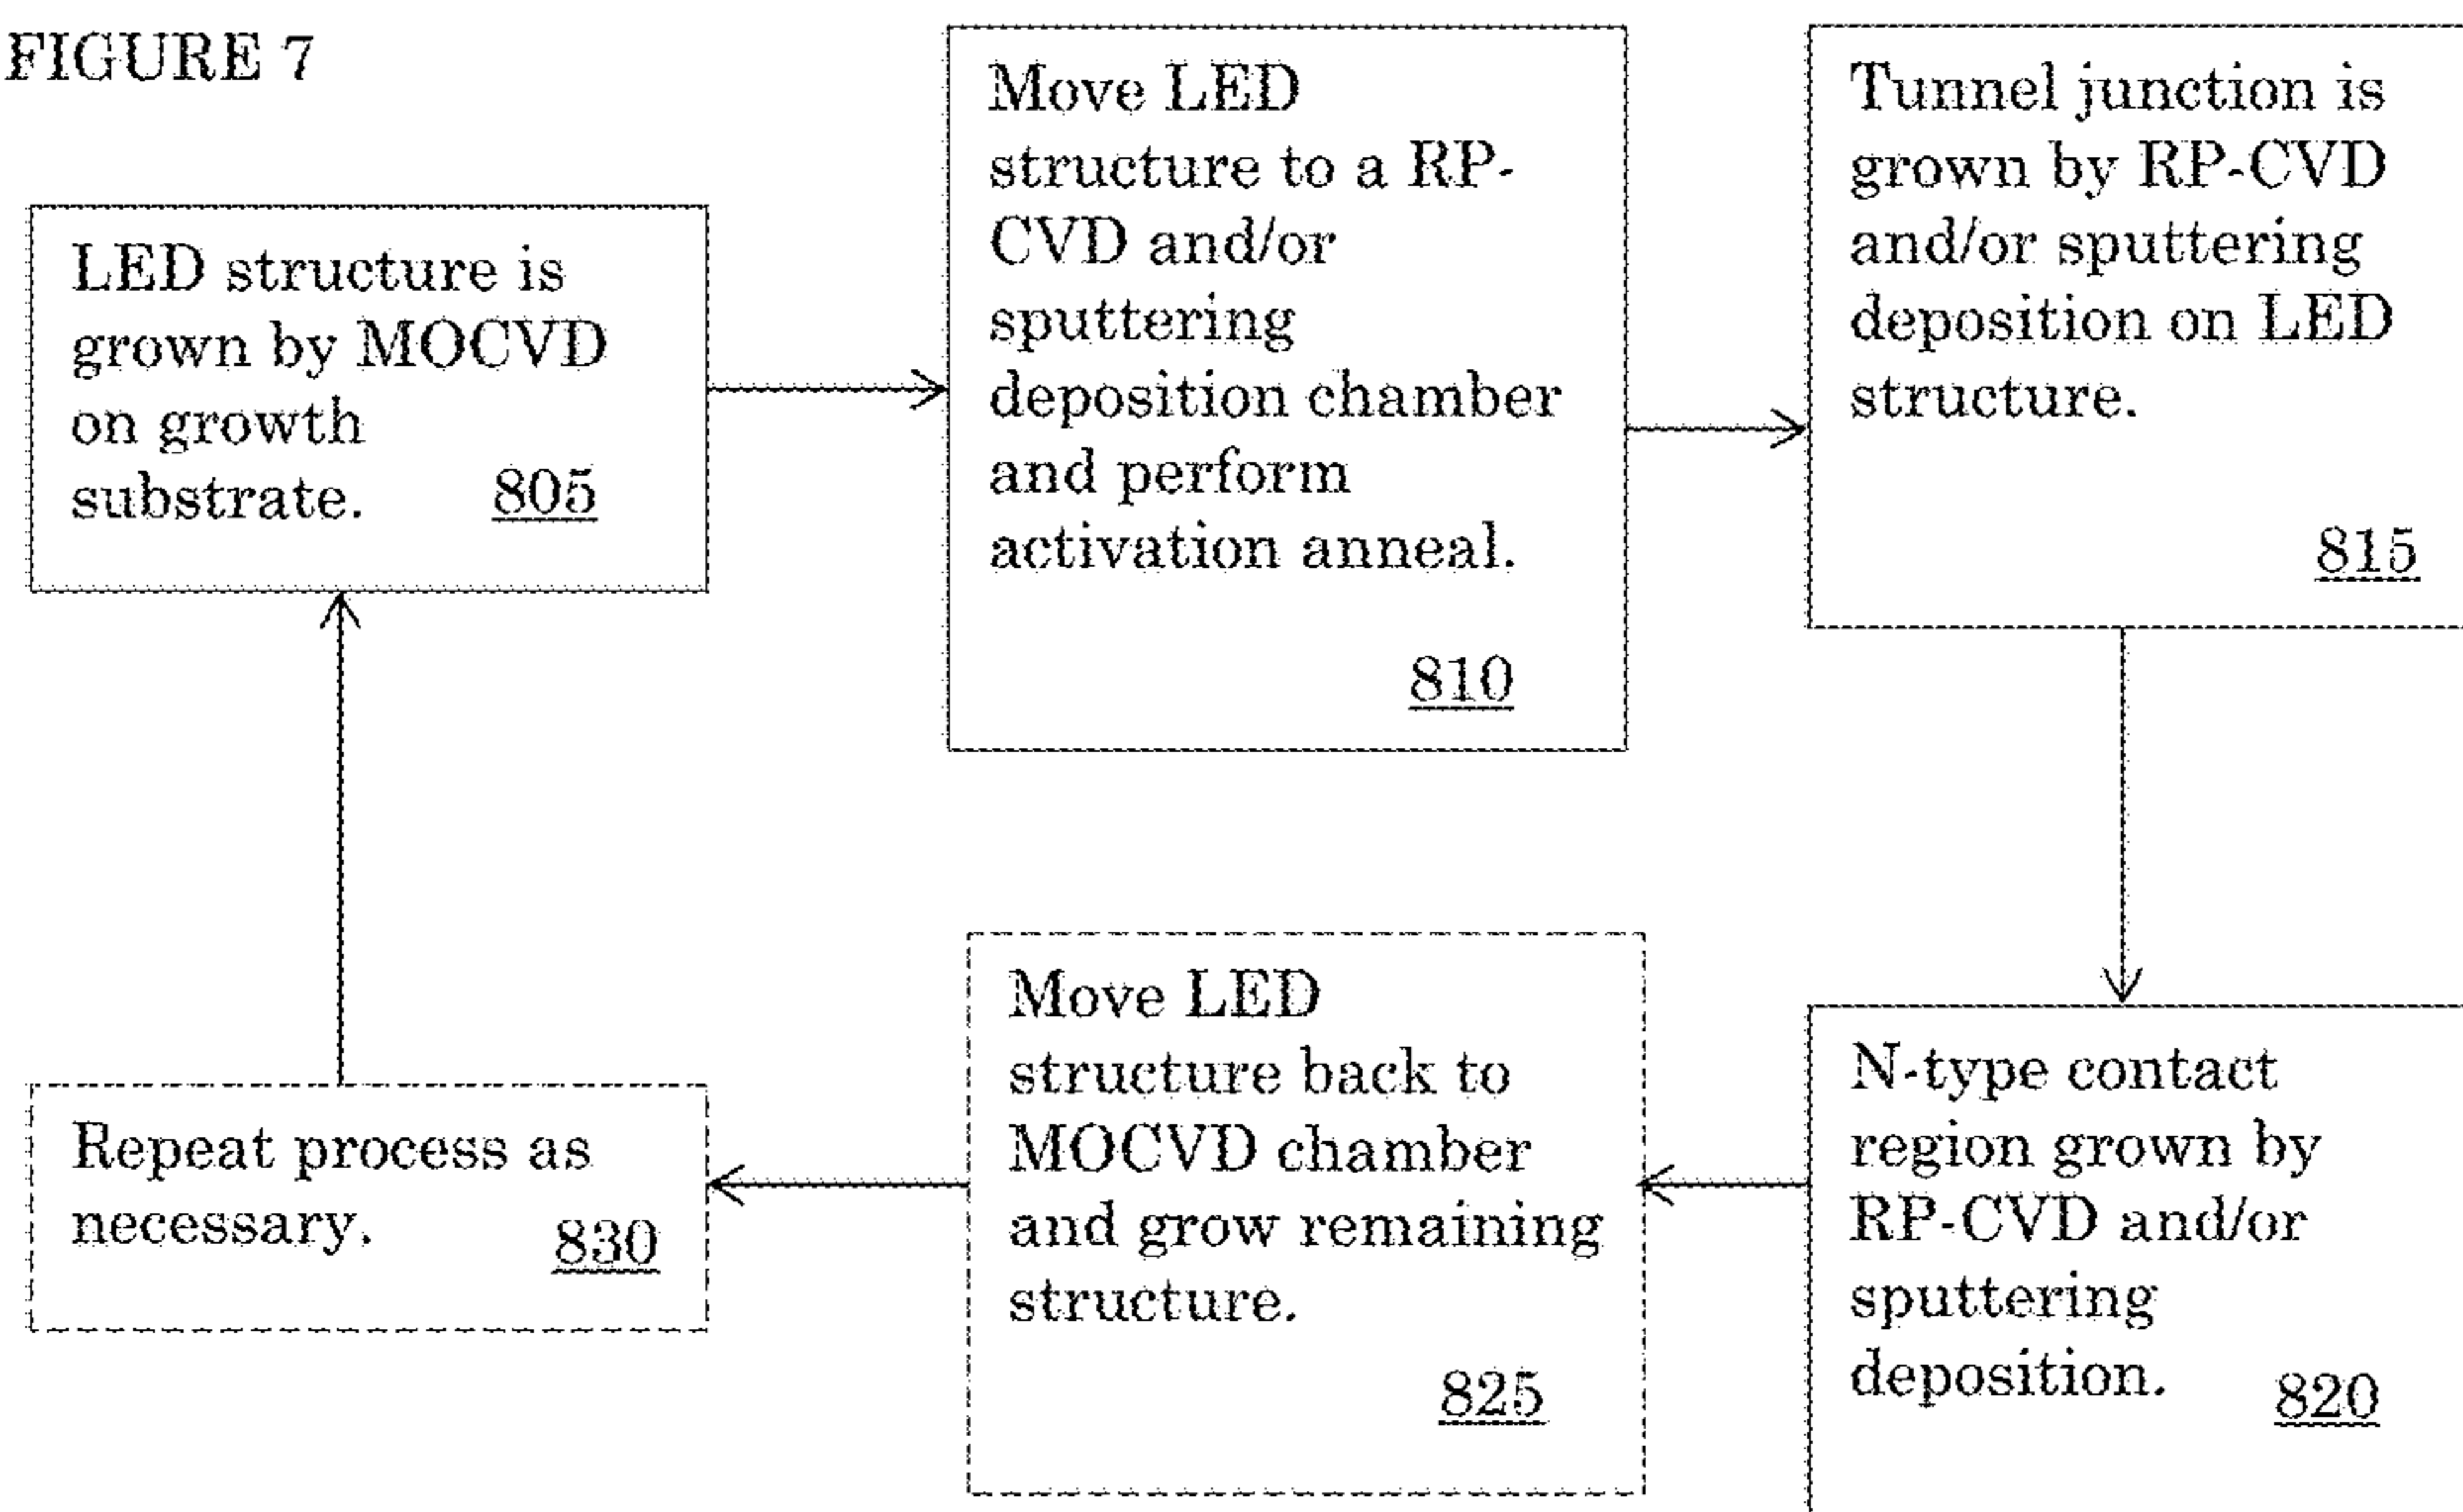 FIGURE 7
LED structure is
grown by MOCVD
on growth
substrate. 805
Move LED
structure to a RP-
CVD and/or
sputtering
deposition chamber
and perform
activation anneal.
810
Tunnel junction is
grown by RP-CVD
and/or sputtering
deposition on LED
structure.
815
N-type contact
region grown by
RP-CVD and/or
sputtering
deposition. 820
Move LED
structure back to
MOCVD chamber
and grow remaining
structure.
825
Repeat process as
necessary. 830